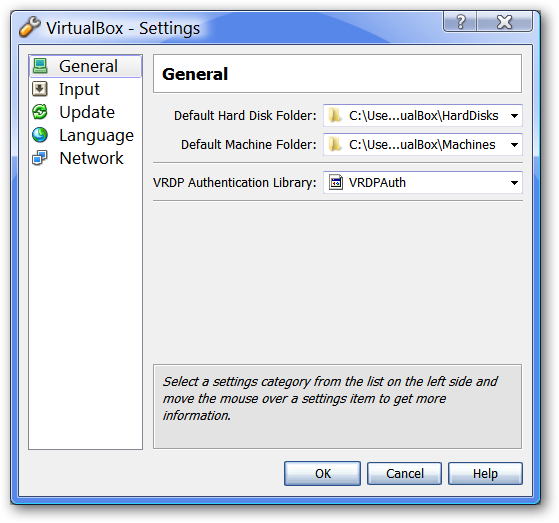 VirtualBox - Settings
?
General
Input
Update
Language
Network
General
Default Hard Disk Folder: C:\Use...ualBox\HardDisks
Default Machine Folder: C:\Use...ualBox\Machines
VRDP Authentication Library: VRDPAuth
Select a settings category from the list on the left side and
move the mouse over a settings item to get more
information.
OK Cancel Help